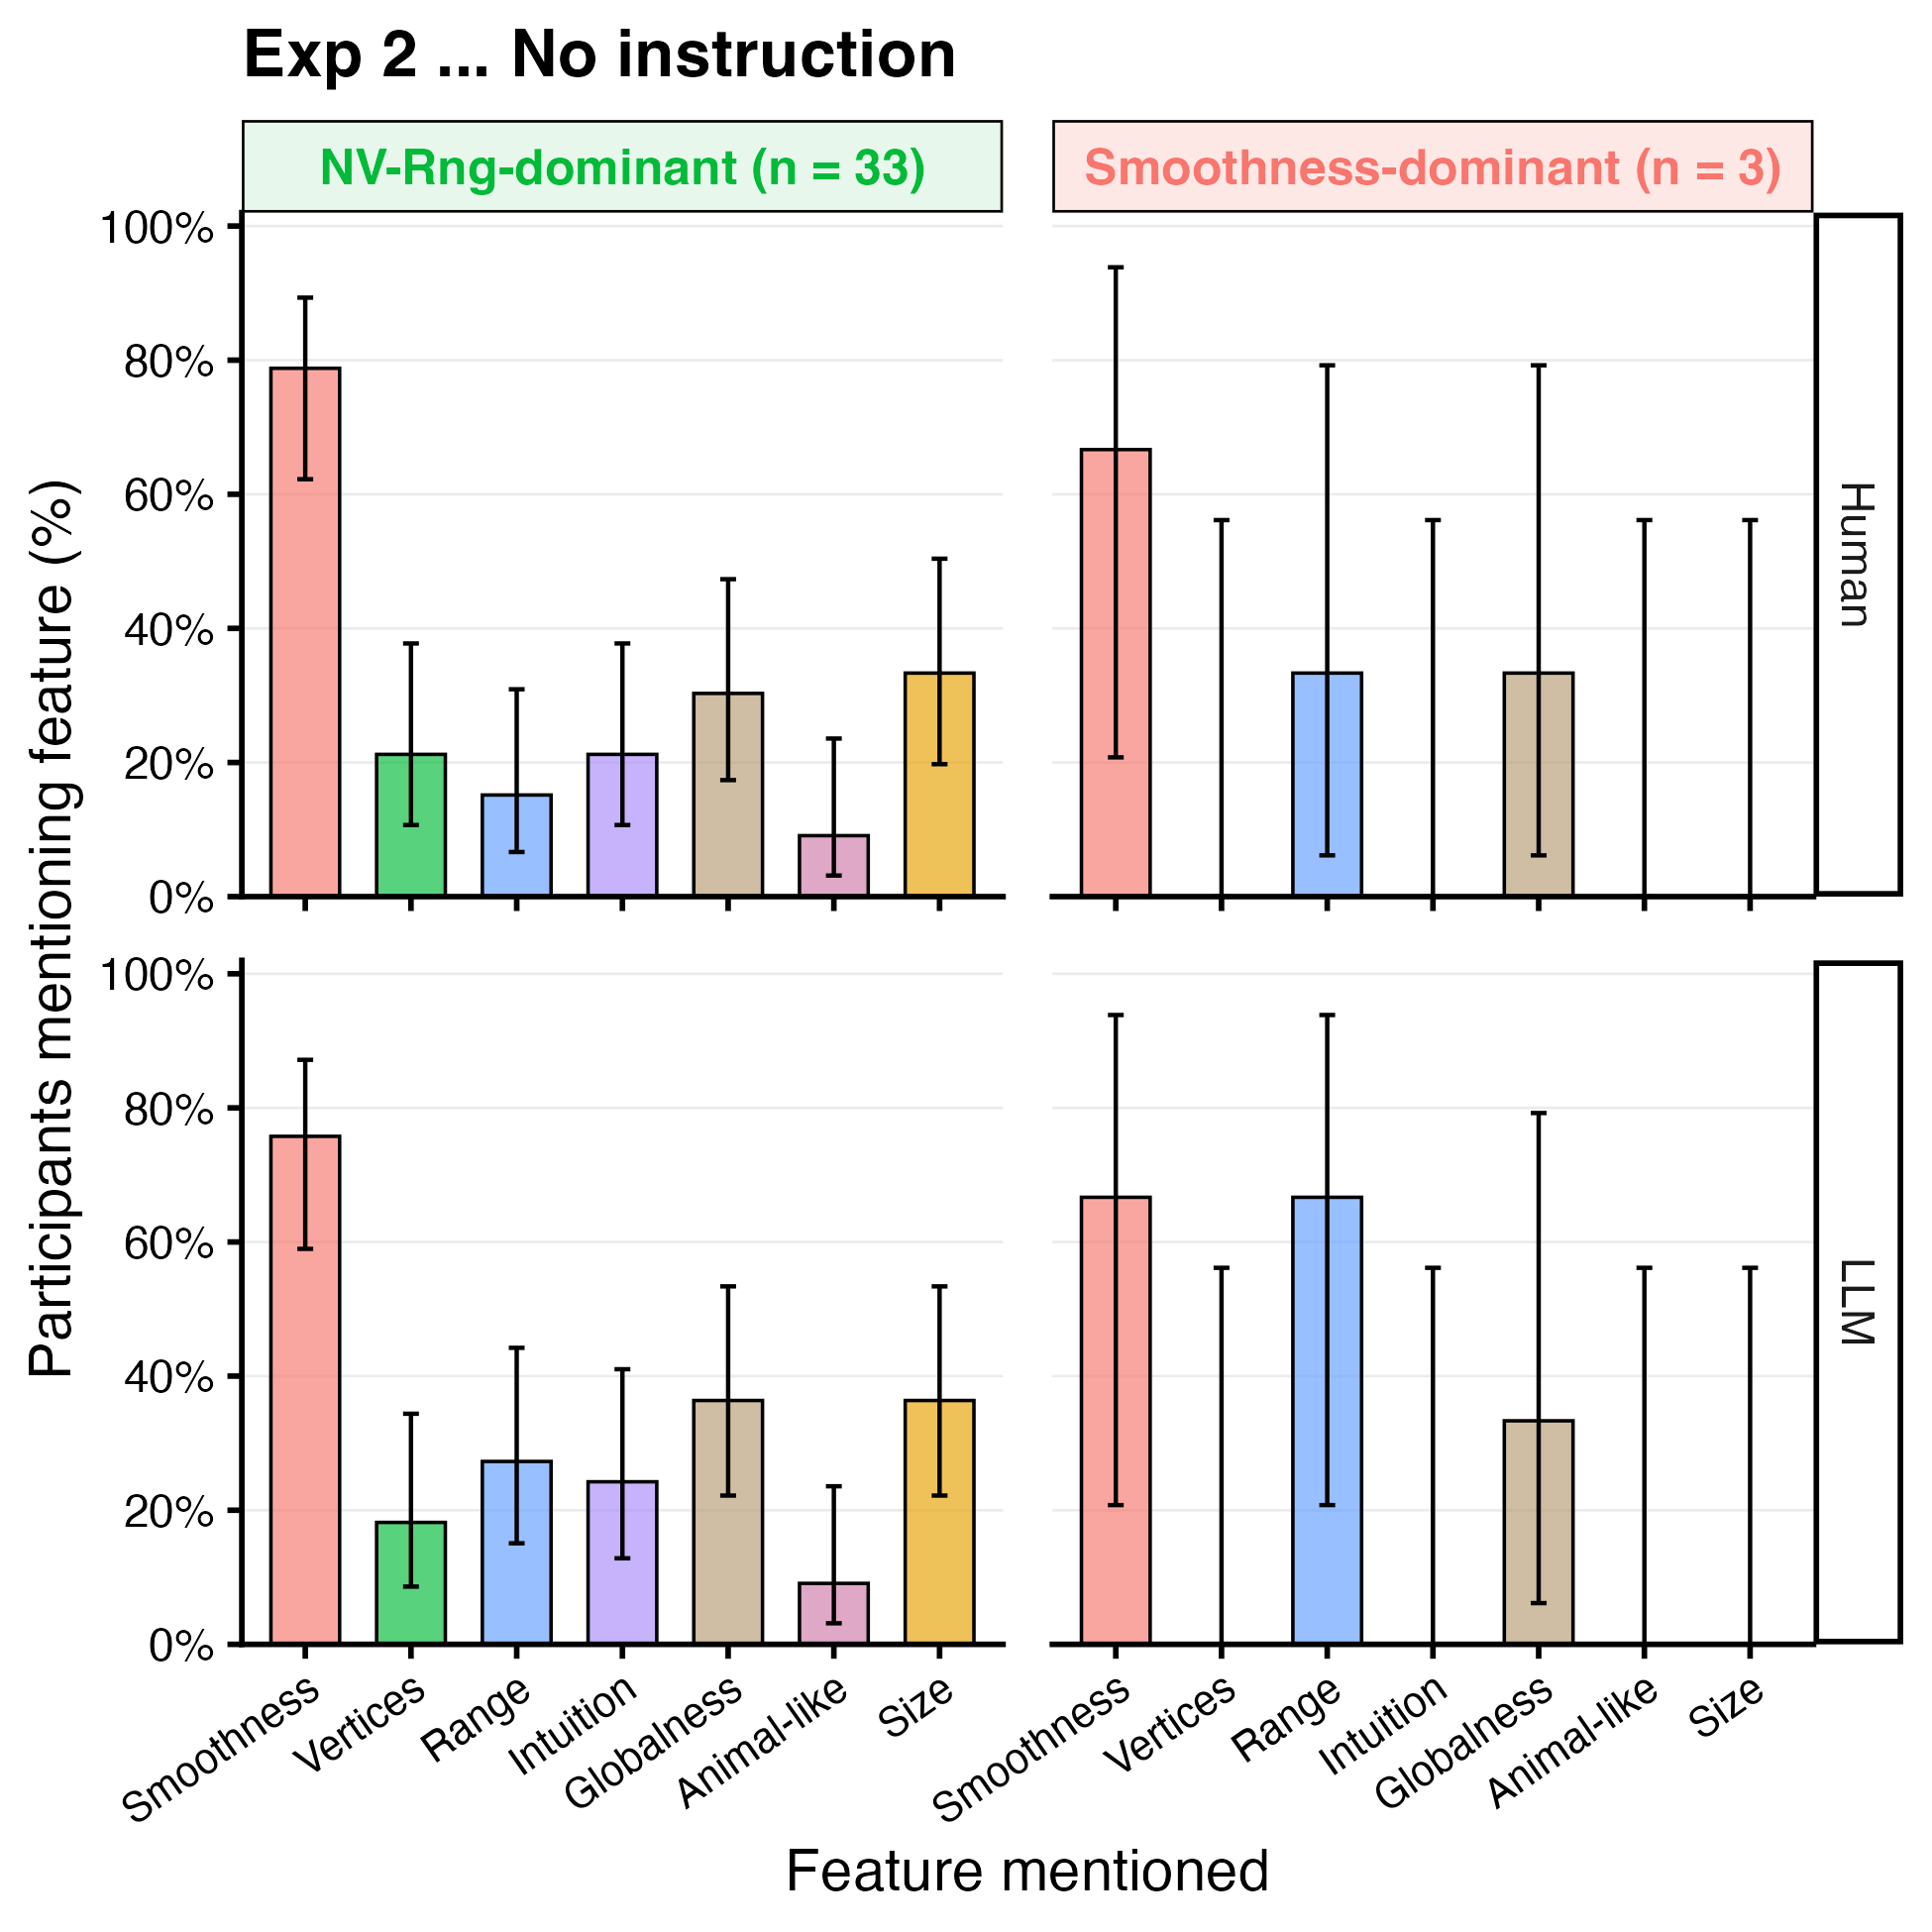 Exp 2 ... No instruction
NV-Rng-dominant (n = 33)
Smoothness-dominant (n = 3)
Participants mentioning feature (%)
100%
80%
60%
40%
20%
0%
Human
100%
80%
60%
40%
20%
0%
LLM
Smoothness
Vertices
Range
Intuition
Globalness
Animal-like
Size
Smoothness
Vertices
Range
Intuition
Globalness
Animal-like
Size
Feature mentioned